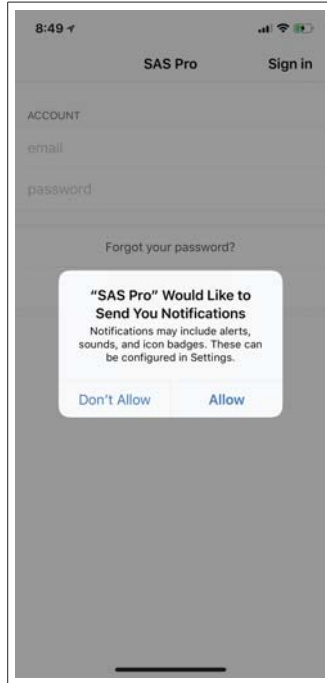 8:49
SAS Pro
Sign in
ACCOUNT
email
password
Forgot your password?
“SAS Pro” Would Like to
Send You Notifications
Notifications may include alerts,
sounds, and icon badges. These can
be configured in Settings.
Don't Allow
Allow